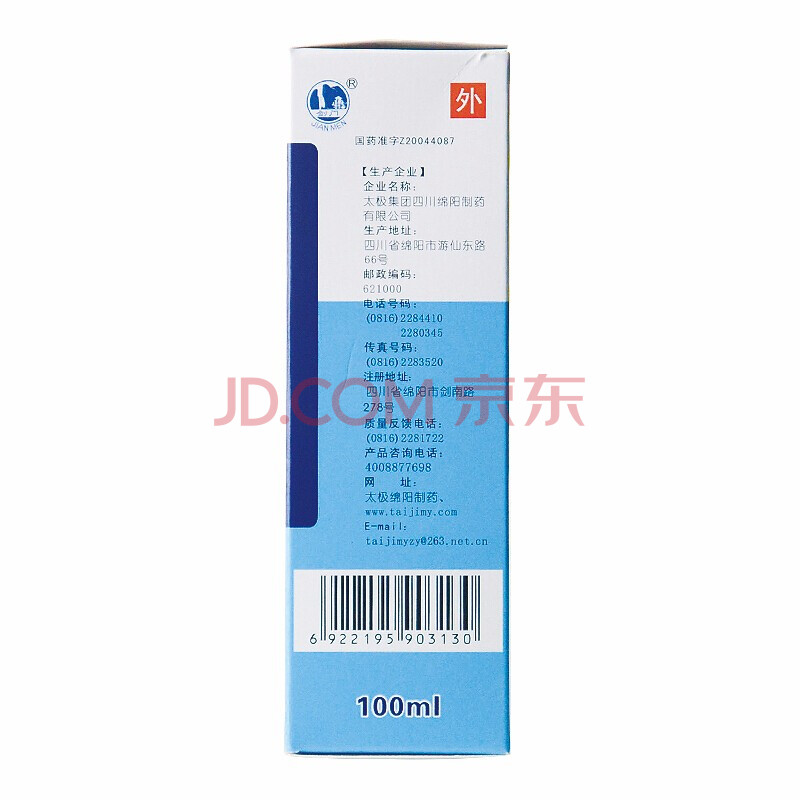 ®
剑门
JIANMEN
外
国药准字Z20044087
【生产企业】
企业名称：
太极集团四川绵阳制药
有限公司
生产地址：
四川省绵阳市游仙东路
66号
邮政编码：
621000
电话号码：
(0816)2284410
2280345
传真号码：
(0816)2283520
注册地址：
四川省绵阳市剑南路
278号
JD.COM 京东
质量反馈电话：
(0816)2281722
产品咨询电话：
4008877698
网 址：
太极绵阳制药、
www.taijimy.com
E-mail：
taijimyzy@263.net.cn
6 922195 903130
100ml